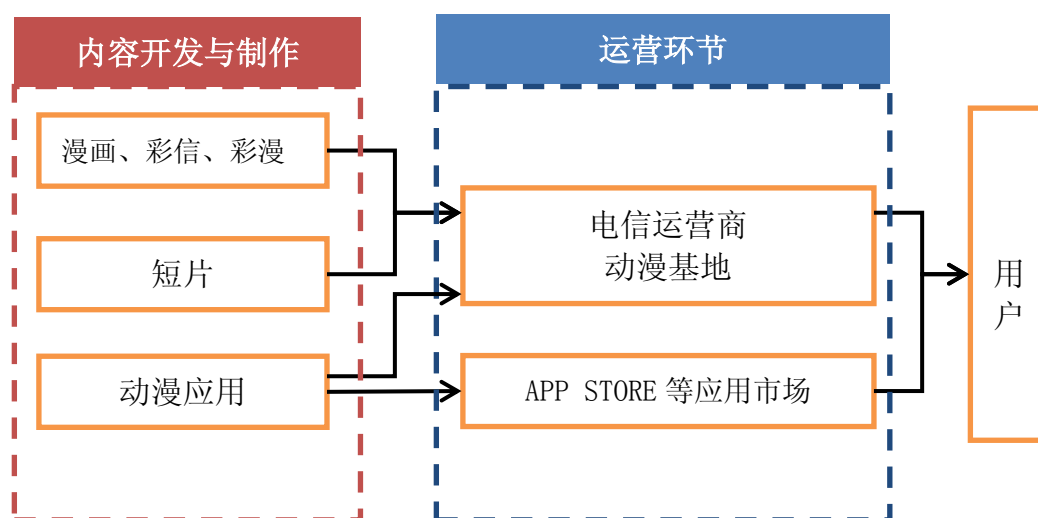 内容开发与制作
漫画、彩信、彩漫
短片
动漫应用
运营环节
电信运营商
动漫基地
APP STORE 等应用市场
用
户